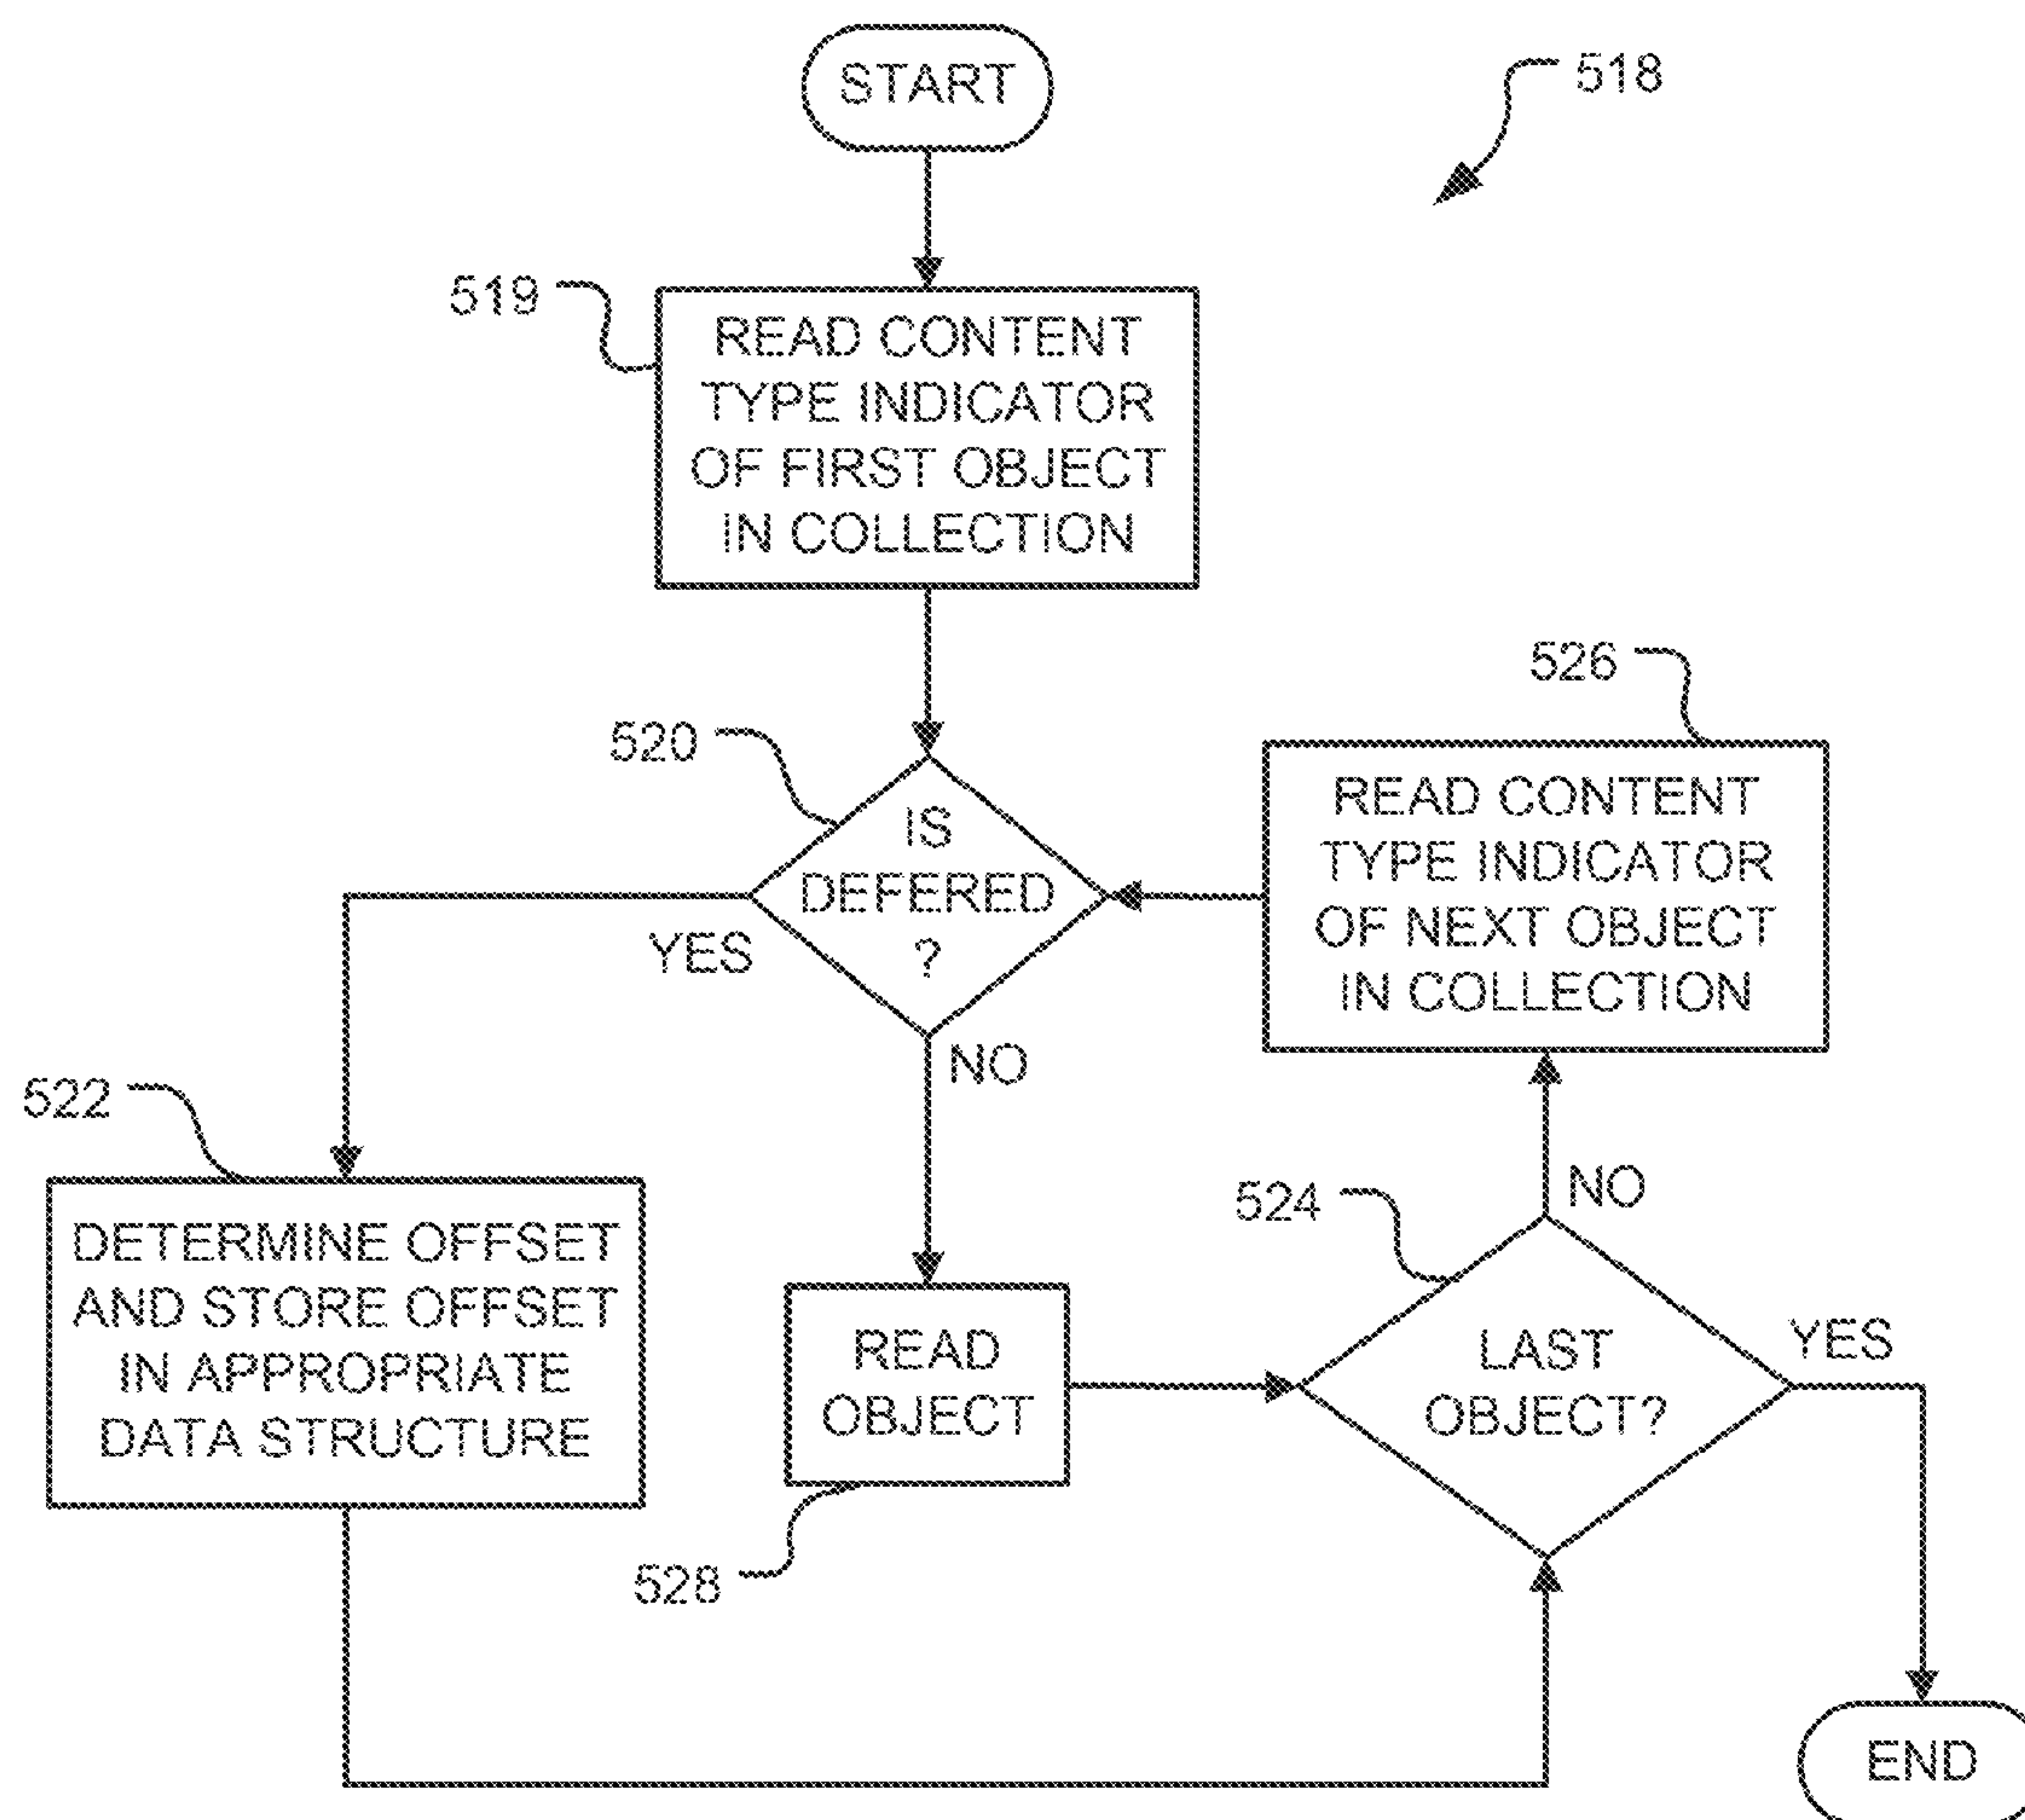 START
518
519
READ CONTENT
TYPE INDICATOR
OF FIRST OBJECT
IN COLLECTION
526
520
IS
DEFERED
?
YES
NO
READ CONTENT
TYPE INDICATOR
OF NEXT OBJECT
IN COLLECTION
522
DETERMINE OFFSET
AND STORE OFFSET
IN APPROPRIATE
DATA STRUCTURE
READ
OBJECT
528
524
NO
LAST
OBJECT?
YES
END